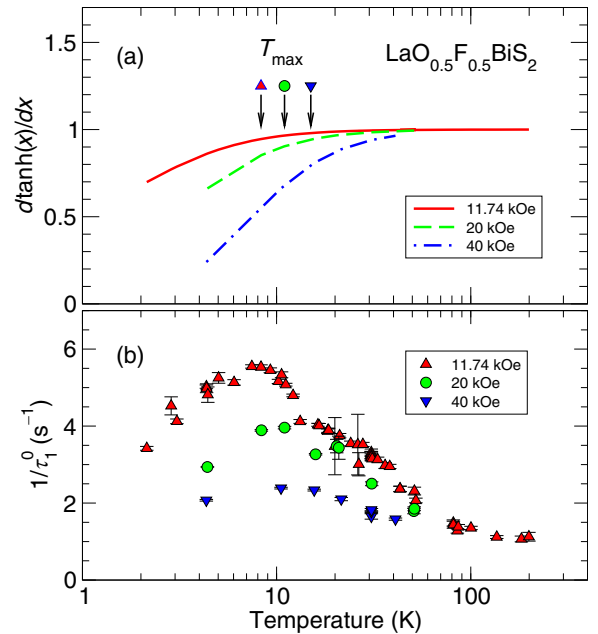 1.5
(a)
T_max
LaO_0.5F_0.5BiS_2
dtanh(x)/dx
1
0.5
11.74 kOe
20 kOe
40 kOe
0
(b)
6
11.74 kOe
20 kOe
40 kOe
1/τ_1^0 (s^-1)
4
2
0
1 10 100
Temperature (K)